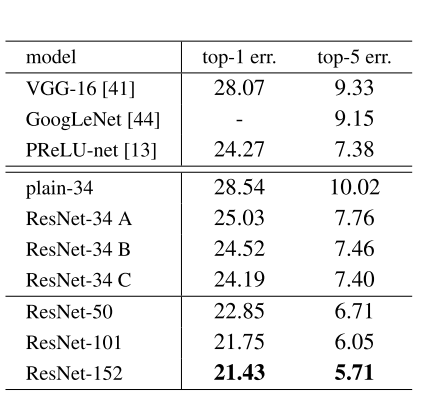 model top-1 err. top-5 err.
VGG-16 [41] 28.07 9.33
GoogLeNet [44] - 9.15
PReLU-net [13] 24.27 7.38
plain-34 28.54 10.02
ResNet-34 A 25.03 7.76
ResNet-34 B 24.52 7.46
ResNet-34 C 24.19 7.40
ResNet-50 22.85 6.71
ResNet-101 21.75 6.05
ResNet-152 21.43 5.71